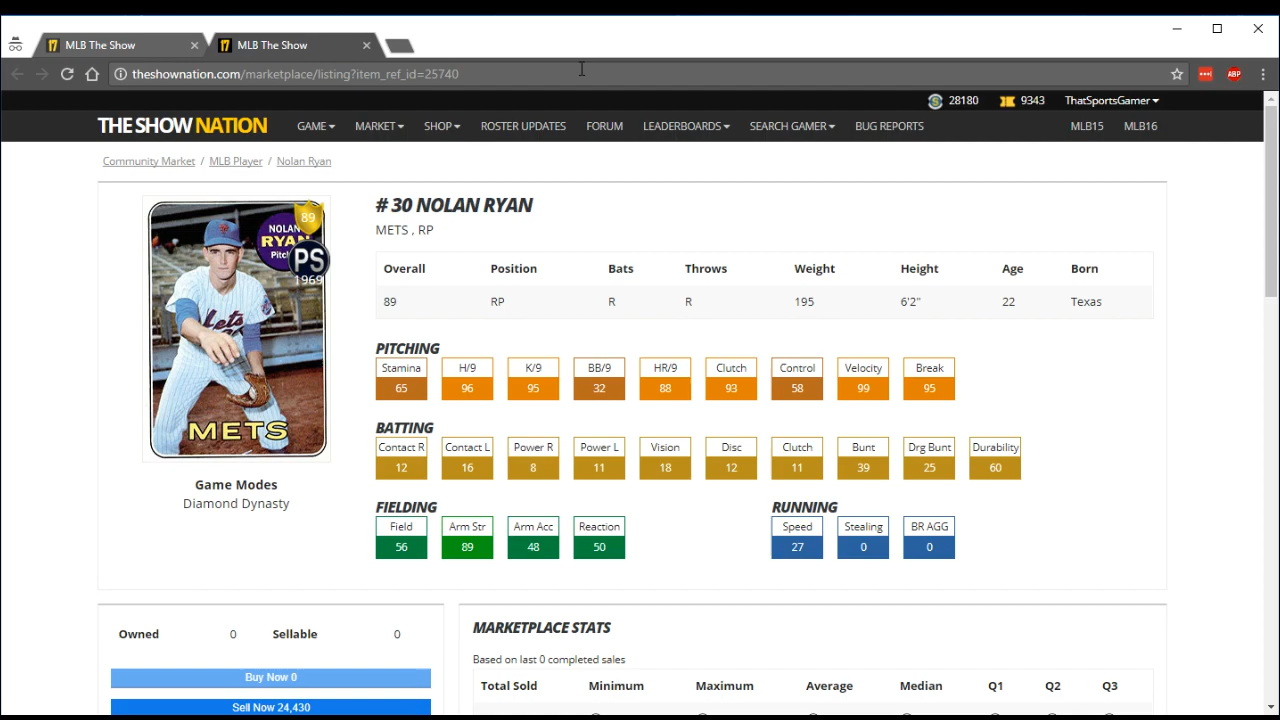 MLB The Show
MLB The Show
theshownation.com/marketplace/listing?item_ref_id=25740
ABP
28180 9343 ThatSportsGamer
THE SHOW NATION GAME MARKET SHOP ROSTER UPDATES FORUM LEADERBOARDS SEARCH GAMER BUG REPORTS MLB15 MLB16
Community Market / MLB Player / Nolan Ryan
89
NOLAN
RYAN
Pitc
PS
1969
Mets
METS
Game Modes
Diamond Dynasty
# 30 NOLAN RYAN
METS , RP
Overall Position Bats Throws Weight Height Age Born
89 RP R R 195 6'2" 22 Texas
PITCHING
Stamina H/9 K/9 BB/9 HR/9 Clutch Control Velocity Break
65 96 95 32 88 93 58 99 95
BATTING
Contact R Contact L Power R Power L Vision Disc Clutch Bunt Drg Bunt Durability
12 16 8 11 18 12 11 39 25 60
FIELDING RUNNING
Field Arm Str Arm Acc Reaction Speed Stealing BR AGG
56 89 48 50 27 0 0
Owned 0 Sellable 0
Buy Now 0
Sell Now 24,430
MARKETPLACE STATS
Based on last 0 completed sales
Total Sold Minimum Maximum Average Median Q1 Q2 Q3